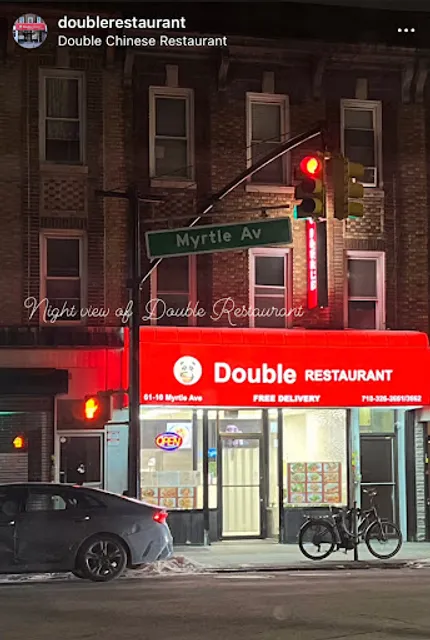 doublerestaurant
Double Chinese Restaurant
Myrtle Av
Night view of Double Restaurant
Double RESTAURANT
61-10 Myrtle Ave FREE DELIVERY 718-326-3661/3662
OPEN